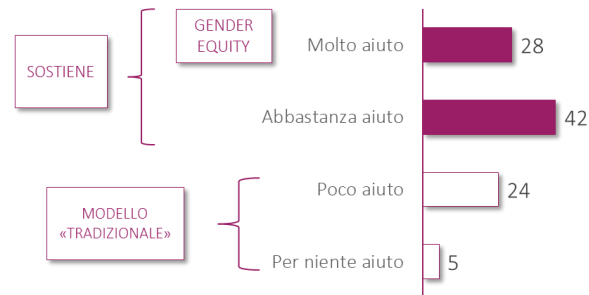 GENDER
EQUITY
SOSTIENE
Molto aiuto 28
Abbastanza aiuto 42
MODELLO
«TRADIZIONALE»
Poco aiuto 24
Per niente aiuto 5